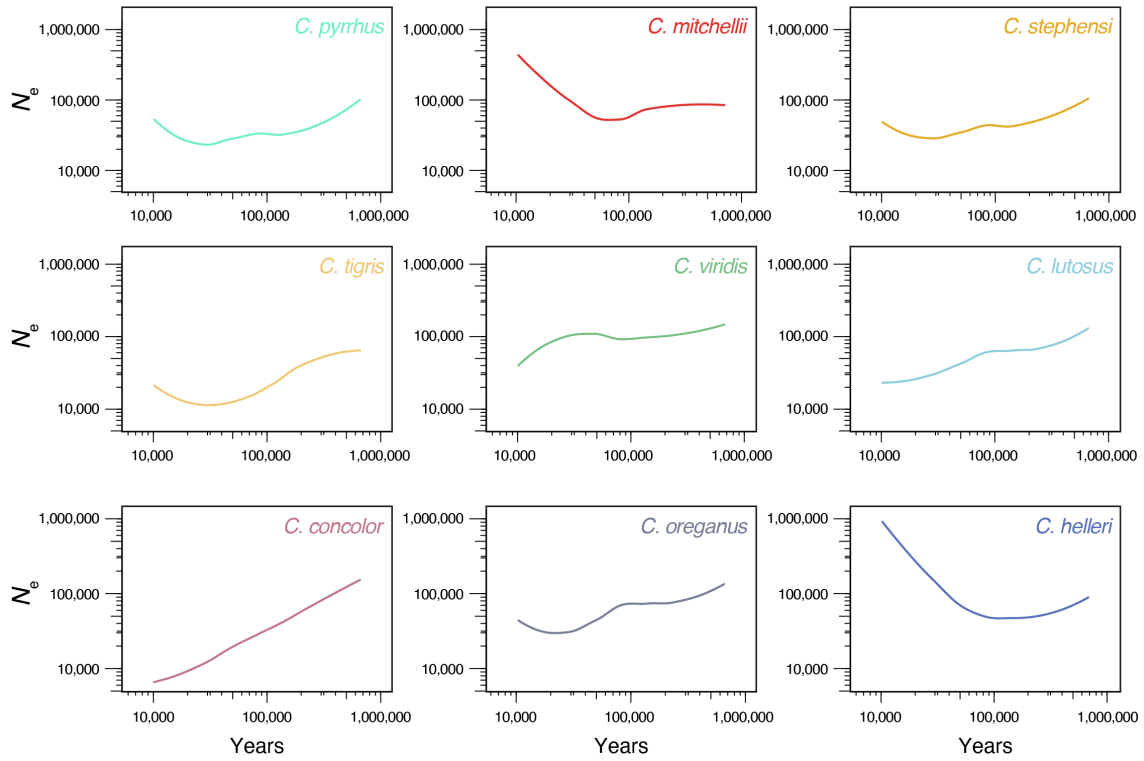 C. pyrrhus
C. mitchellii
C. stephensi
1,000,000
100,000
10,000
Ne
10,000 100,000 1,000,000
1,000,000
100,000
10,000
10,000 100,000 1,000,000
1,000,000
100,000
10,000
10,000 100,000 1,000,000
C. tigris
C. viridis
C. lutosus
1,000,000
100,000
10,000
Ne
10,000 100,000 1,000,000
1,000,000
100,000
10,000
10,000 100,000 1,000,000
1,000,000
100,000
10,000
10,000 100,000 1,000,000
C. concolor
C. oreganus
C. helleri
1,000,000
100,000
10,000
Ne
10,000 100,000 1,000,000
Years
1,000,000
100,000
10,000
10,000 100,000 1,000,000
Years
1,000,000
100,000
10,000
10,000 100,000 1,000,000
Years